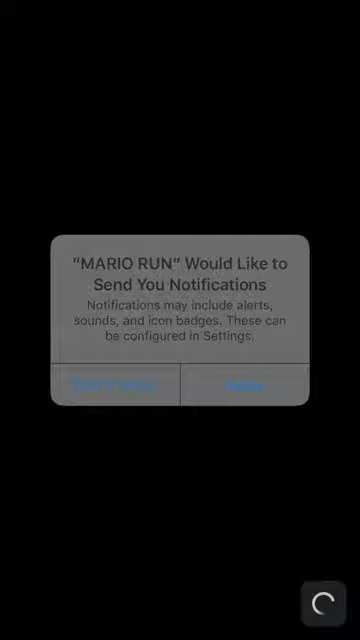 “MARIO RUN” Would Like to
Send You Notifications
Notifications may include alerts,
sounds, and icon badges. These can
be configured in Settings.